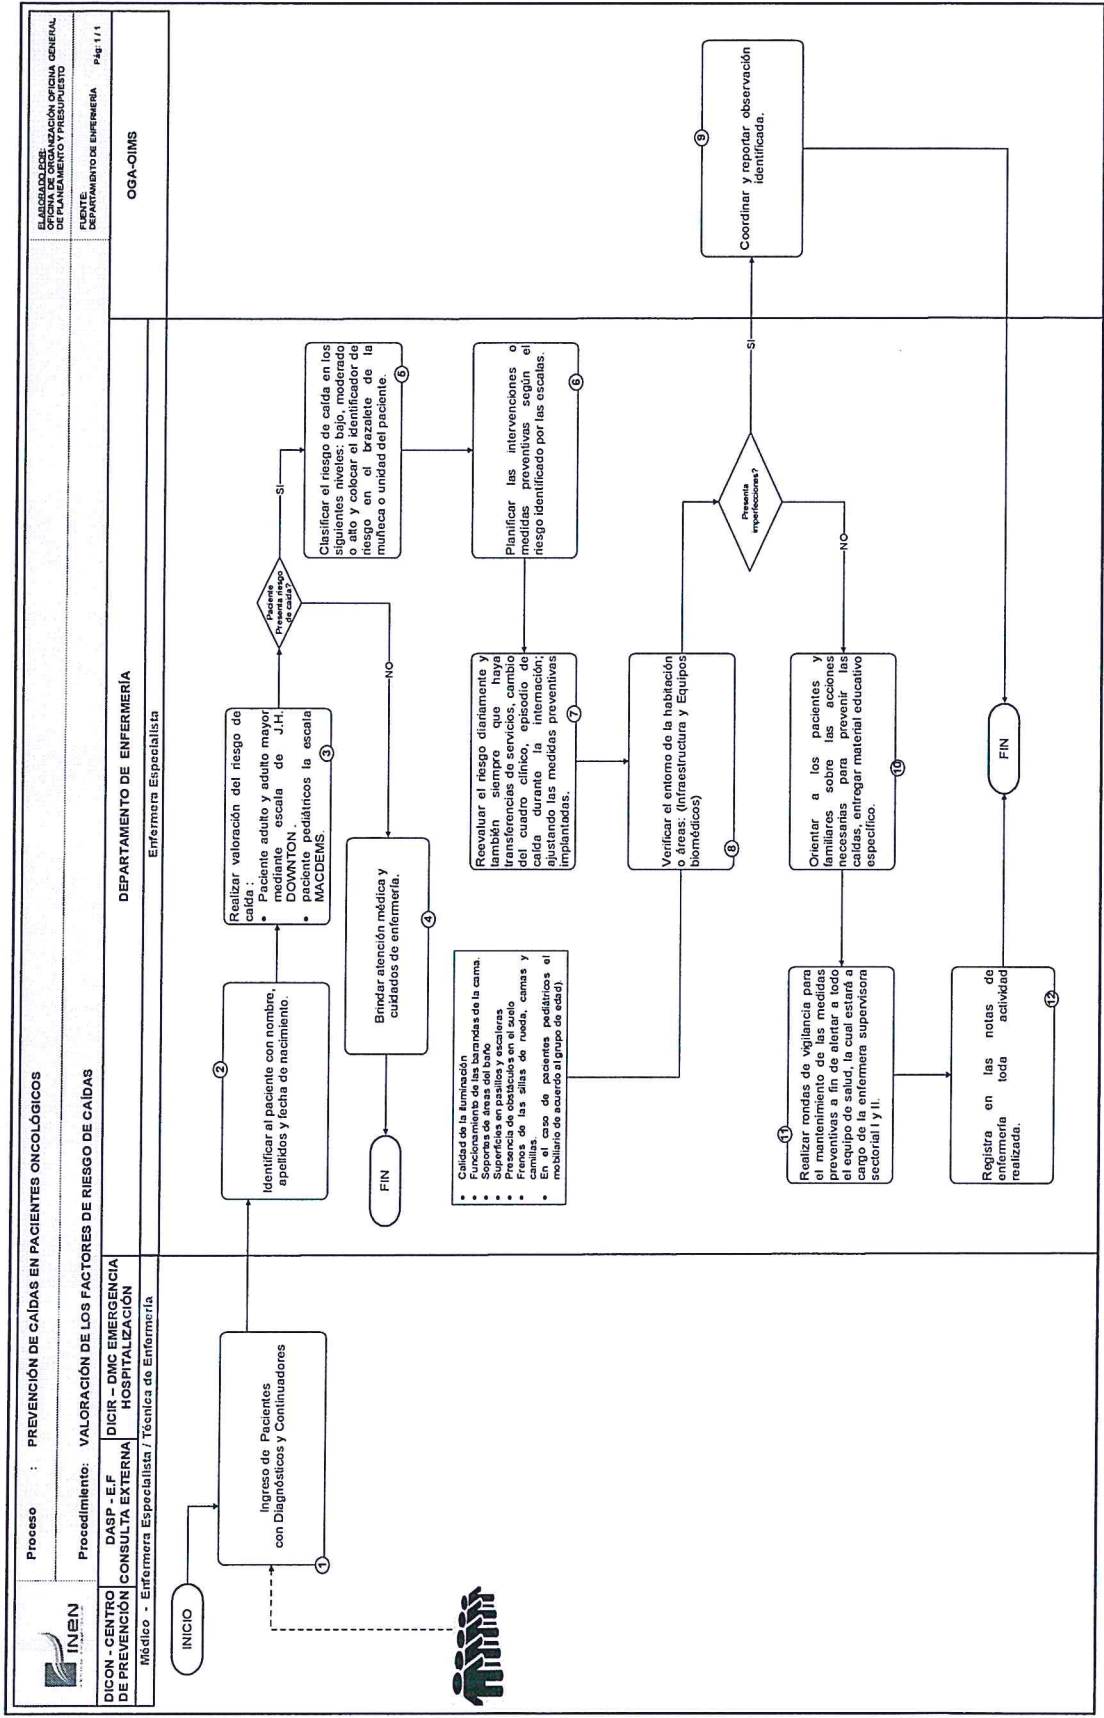 INEN
Proceso : PREVENCIÓN DE CAÍDAS EN PACIENTES ONCOLÓGICOS
Procedimiento: VALORACIÓN DE LOS FACTORES DE RIESGO DE CAÍDAS
ELABORADO POR:
OFICINA DE ORGANIZACIÓN OFICINA GENERAL
DE PLANEAMIENTO Y PRESUPUESTO
FUENTE:
DEPARTAMENTO DE ENFERMERÍA
Pág: 1 / 1
DICON - CENTRO
DE PREVENCIÓN
DASP - E.F
CONSULTA EXTERNA
DICIR – DMC EMERGENCIA
HOSPITALIZACIÓN
Médico - Enfermera Especialista / Técnica de Enfermería
DEPARTAMENTO DE ENFERMERÍA
Enfermera Especialista
OGA-OIMS
INICIO
Ingreso de Pacientes
con Diagnósticos y Continuadores
1
2
Identificar al paciente con nombre,
apellidos y fecha de nacimiento.
Realizar valoración del riesgo de
caída :
• Paciente adulto y adulto mayor
mediante escala de J.H.
DOWNTON .
• paciente pediátricos la escala
MACDEMS.
3
Paciente
Presenta riesgo
de caída?
SI
NO
Brindar atención médica y
cuidados de enfermería.
4
FIN
Clasificar el riesgo de caída en los
siguientes niveles: bajo, moderado
o alto y colocar el identificador de
riesgo en el brazalete de la
muñeca o unidad del paciente.
5
Planificar las intervenciones o
medidas preventivas según el
riesgo identificado por las escalas.
6
Reevaluar el riesgo diariamente y
también siempre que haya
transferencias de servicios, cambio
del cuadro clínico, episodio de
caída durante la internación;
ajustando las medidas preventivas
implantadas.
7
Verificar el entorno de la habitación
o áreas: (Infraestructura y Equipos
biomédicos)
8
• Calidad de la iluminación
• Funcionamiento de las barandas de la cama.
• Soportes de áreas del baño
• Superficies en pasillos y escaleras
• Presencia de obstáculos en el suelo
• Frenos de las sillas de rueda, camas y
camillas.
• En el caso de pacientes pediátricos el
mobiliario de acuerdo al grupo de edad).
Presenta
imperfecciones?
SI
NO
9
Coordinar y reportar observación
identificada.
Orientar a los pacientes y
familiares sobre las acciones
necesarias para prevenir las
caídas, entregar material educativo
específico.
10
11
Realizar rondas de vigilancia para
el mantenimiento de las medidas
preventivas a fin de alertar a todo
el equipo de salud, la cual estará a
cargo de la enfermera supervisora
sectorial I y II.
Registra en las notas de
enfermería toda actividad
realizada.
12
FIN